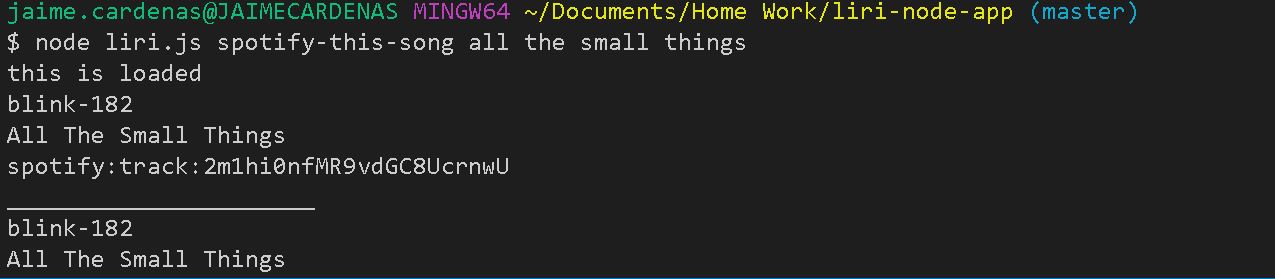 jaime.cardenas@JAIMECARDENAS MINGW64 ~/Documents/Home Work/liri-node-app (master)
$ node liri.js spotify-this-song all the small things
this is loaded
blink-182
All The Small Things
spotify:track:2m1hi0nfMR9vdGC8UcrnwU
______________________
blink-182
All The Small Things